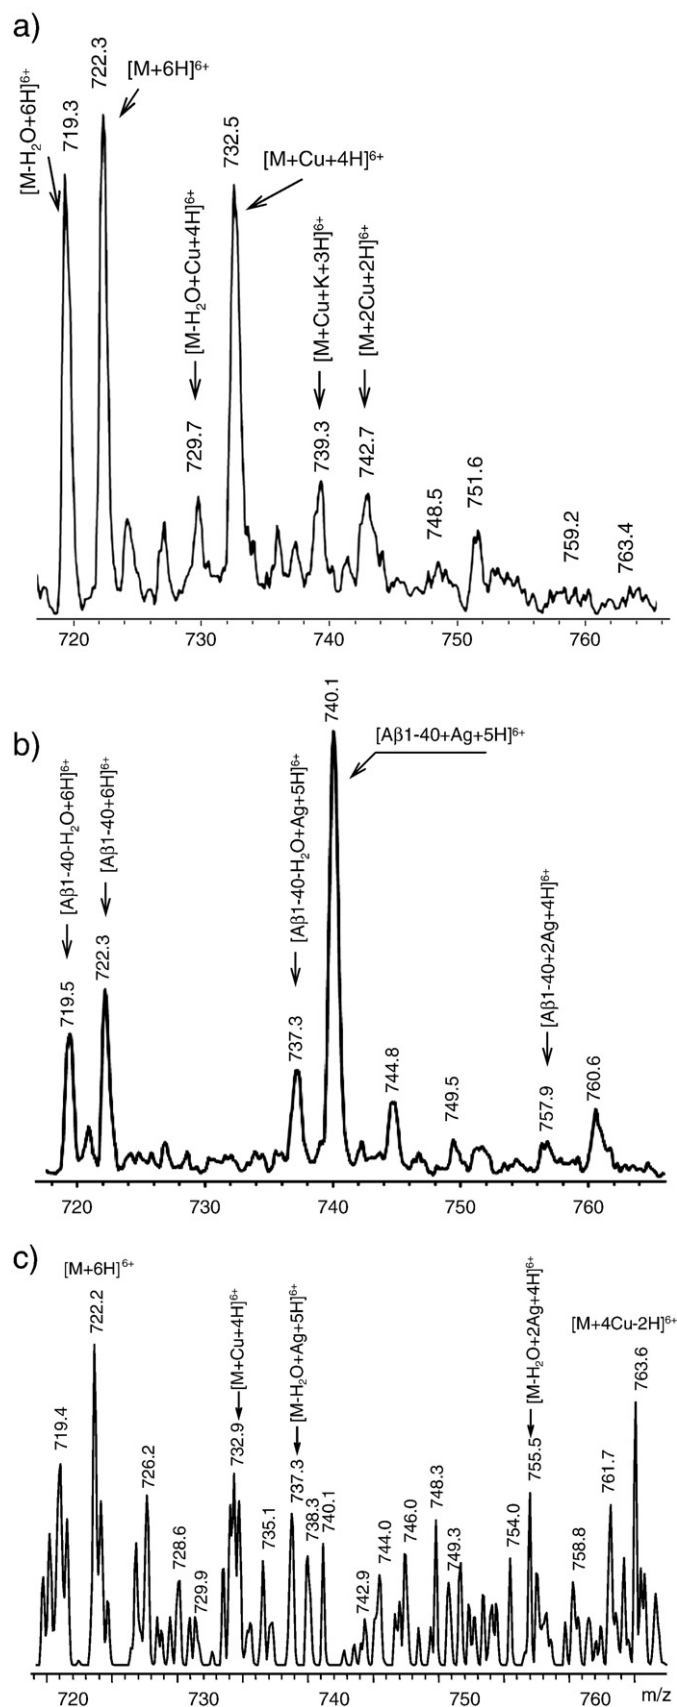 a)
[M-H2O+6H]6+
719.3
722.3
[M+6H]6+
[M-H2O+Cu+4H]6+
729.7
732.5
[M+Cu+4H]6+
[M+Cu+K+3H]6+
739.3
[M+2Cu+2H]6+
742.7
748.5
751.6
759.2
763.4
720 730 740 750 760
b)
[Aβ1-40-H2O+6H]6+
719.5
[Aβ1-40+6H]6+
722.3
[Aβ1-40-H2O+Ag+5H]6+
737.3
740.1
[Aβ1-40+Ag+5H]6+
744.8
749.5
[Aβ1-40+2Ag+4H]6+
757.9
760.6
720 730 740 750 760
c)
[M+6H]6+
719.4
722.2
726.2
728.6
729.9
[M+Cu+4H]6+
732.9
735.1
[M-H2O+Ag+5H]6+
737.3
738.3
740.1
742.9
744.0
746.0
748.3
749.3
754.0
[M-H2O+2Ag+4H]6+
755.5
758.8
761.7
[M+4Cu-2H]6+
763.6
720 730 740 750 760 m/z